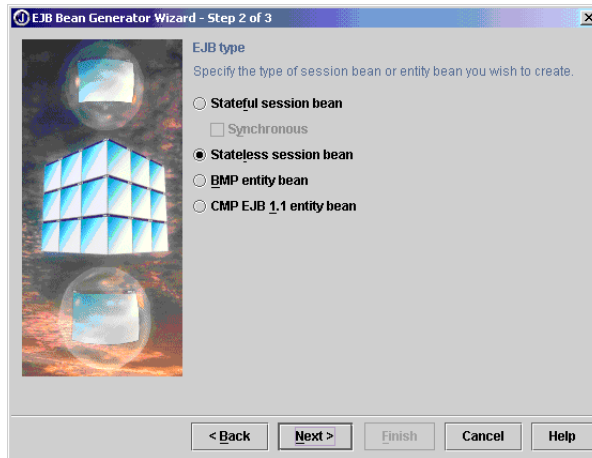 EJB Bean Generator Wizard - Step 2 of 3
EJB type
Specify the type of session bean or entity bean you wish to create.
Stateful session bean
Synchronous
Stateless session bean
BMP entity bean
CMP EJB 1.1 entity bean
< Back Next > Finish Cancel Help